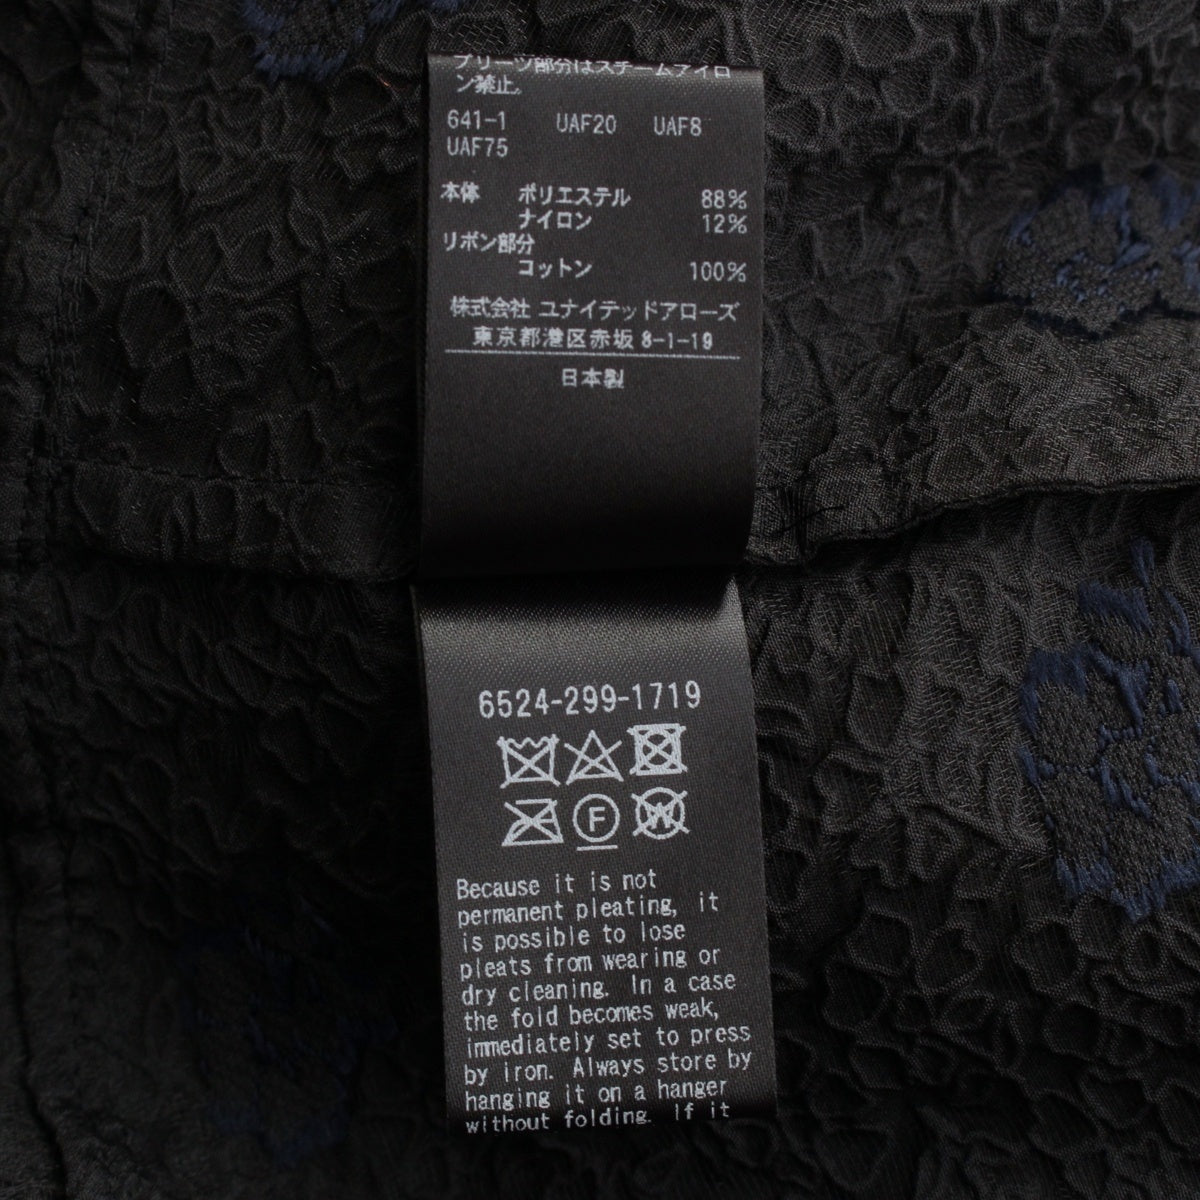 プリーツ部分はスチームアイロ
ン禁止。
641-1 UAF20 UAF8
UAF75
本体 ポリエステル 88%
ナイロン 12%
リボン部分
コットン 100%
株式会社 ユナイテッドアローズ
東京都港区赤坂 8-1-19
日本製
6524-299-1719
F W
Because it is not
permanent pleating, it
is possible to lose
pleats from wearing or
dry cleaning. In a case
the fold becomes weak,
immediately set to press
by iron. Always store by
hanging it on a hanger
without folding. If it